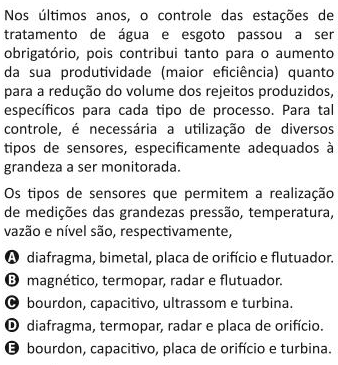 Nos últimos anos, o controle das estações de
tratamento de água e esgoto passou a ser
obrigatório, pois contribui tanto para o aumento
da sua produtividade (maior eficiência) quanto
para a redução do volume dos rejeitos produzidos,
específicos para cada tipo de processo. Para tal
controle, é necessária a utilização de diversos
tipos de sensores, especificamente adequados à
grandeza a ser monitorada.
Os tipos de sensores que permitem a realização
de medições das grandezas pressão, temperatura,
vazão e nível são, respectivamente,
A diafragma, bimetal, placa de orifício e flutuador.
B magnético, termopar, radar e flutuador.
C bourdon, capacitivo, ultrassom e turbina.
D diafragma, termopar, radar e placa de orifício.
E bourdon, capacitivo, placa de orifício e turbina.